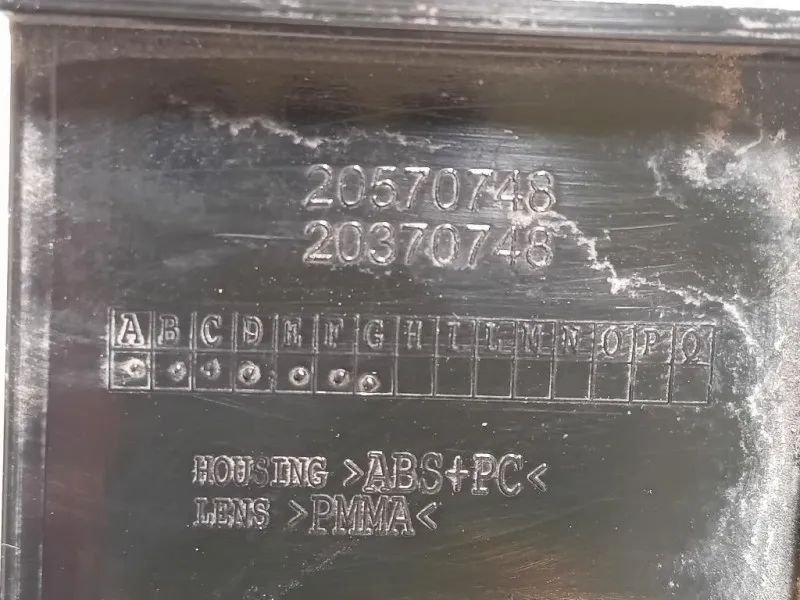 20570748
20370748
A B C D E F G H I L M N O P Q
HOUSING >ABS+PC<
LENS >PMMA<